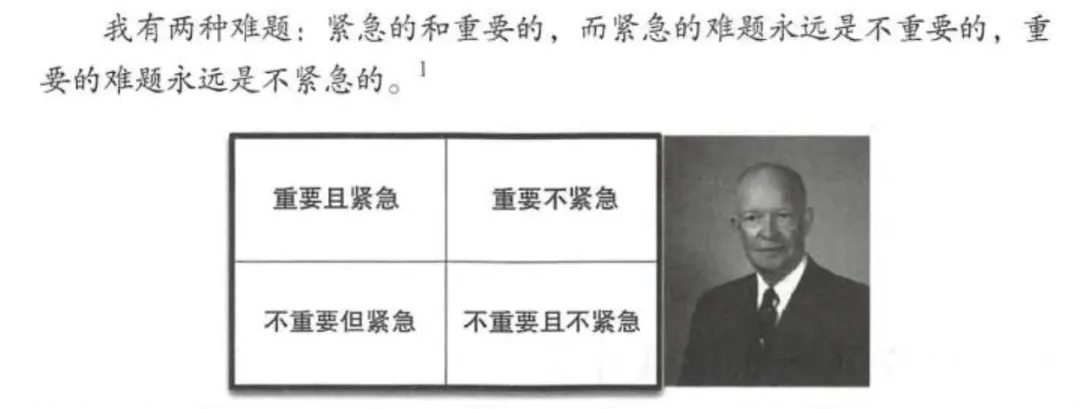 我有两种难题：紧急的和重要的，而紧急的难题永远是不重要的，重
要的难题永远是不紧急的。1
重要且紧急
重要不紧急
不重要但紧急
不重要且不紧急